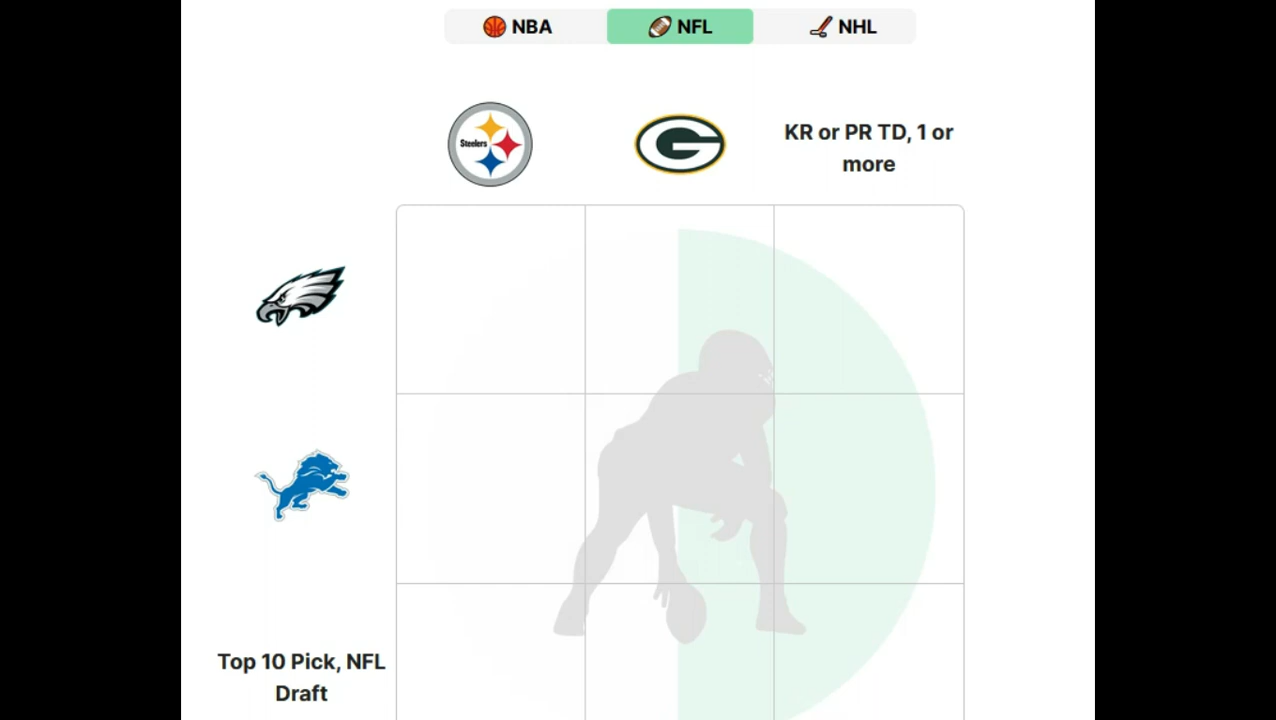 NBA
NFL
NHL
Steelers
G
KR or PR TD, 1 or
more
Top 10 Pick, NFL
Draft